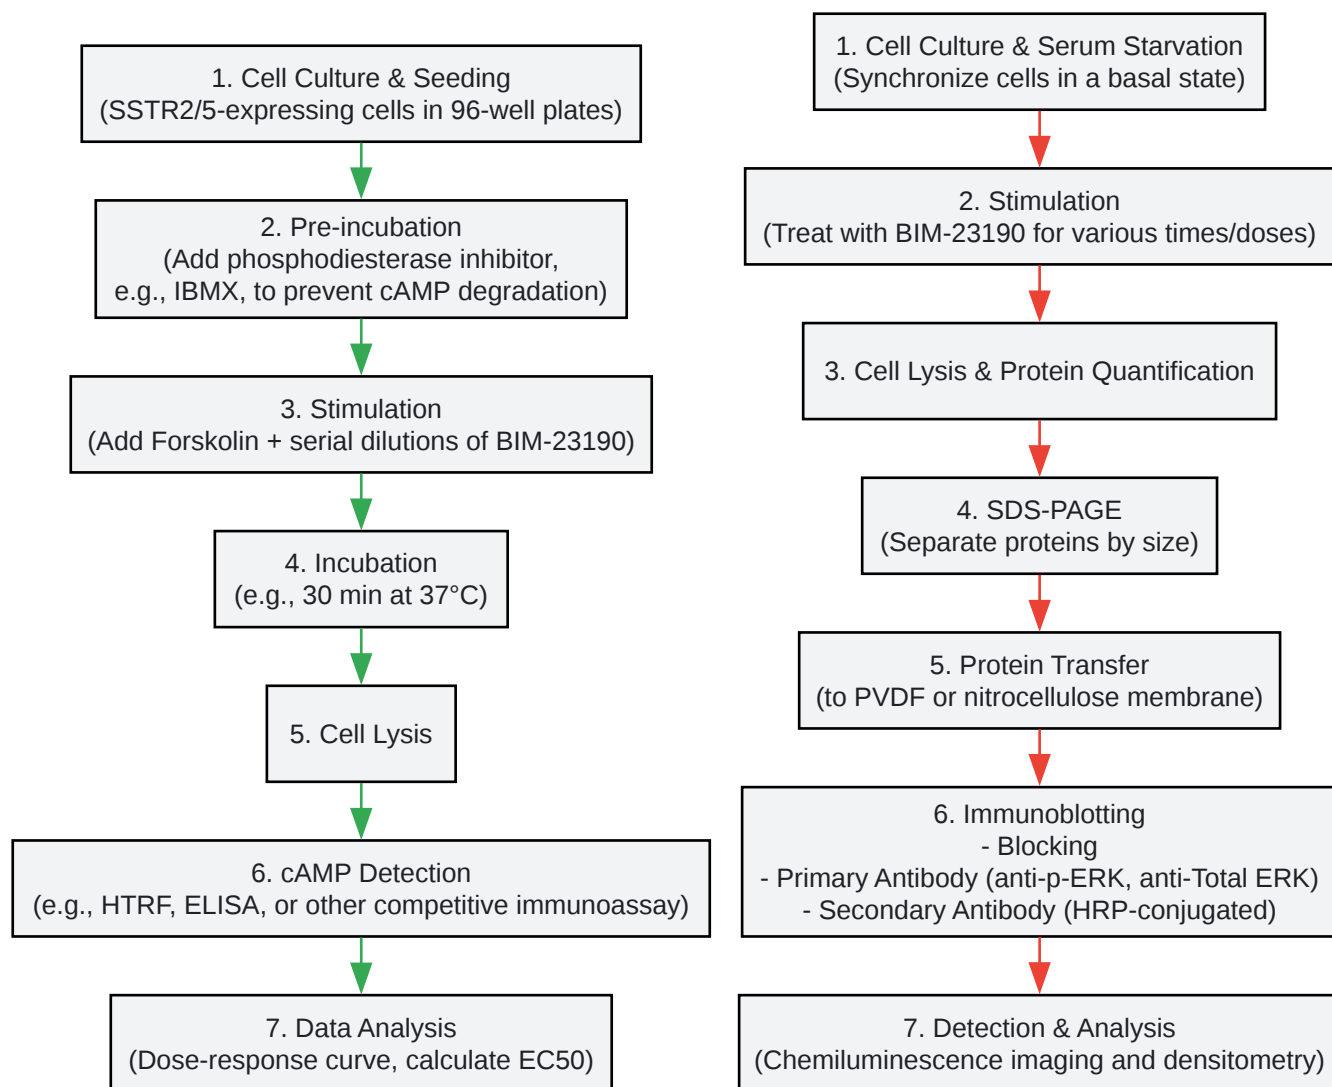 1. Cell Culture & Seeding
(SSTR2/5-expressing cells in 96-well plates)
2. Pre-incubation
(Add phosphodiesterase inhibitor,
e.g., IBMX, to prevent cAMP degradation)
3. Stimulation
(Add Forskolin + serial dilutions of BIM-23190)
4. Incubation
(e.g., 30 min at 37°C)
5. Cell Lysis
6. cAMP Detection
(e.g., HTRF, ELISA, or other competitive immunoassay)
7. Data Analysis
(Dose-response curve, calculate EC50)
1. Cell Culture & Serum Starvation
(Synchronize cells in a basal state)
2. Stimulation
(Treat with BIM-23190 for various times/doses)
3. Cell Lysis & Protein Quantification
4. SDS-PAGE
(Separate proteins by size)
5. Protein Transfer
(to PVDF or nitrocellulose membrane)
6. Immunoblotting
- Blocking
- Primary Antibody (anti-p-ERK, anti-Total ERK)
- Secondary Antibody (HRP-conjugated)
7. Detection & Analysis
(Chemiluminescence imaging and densitometry)